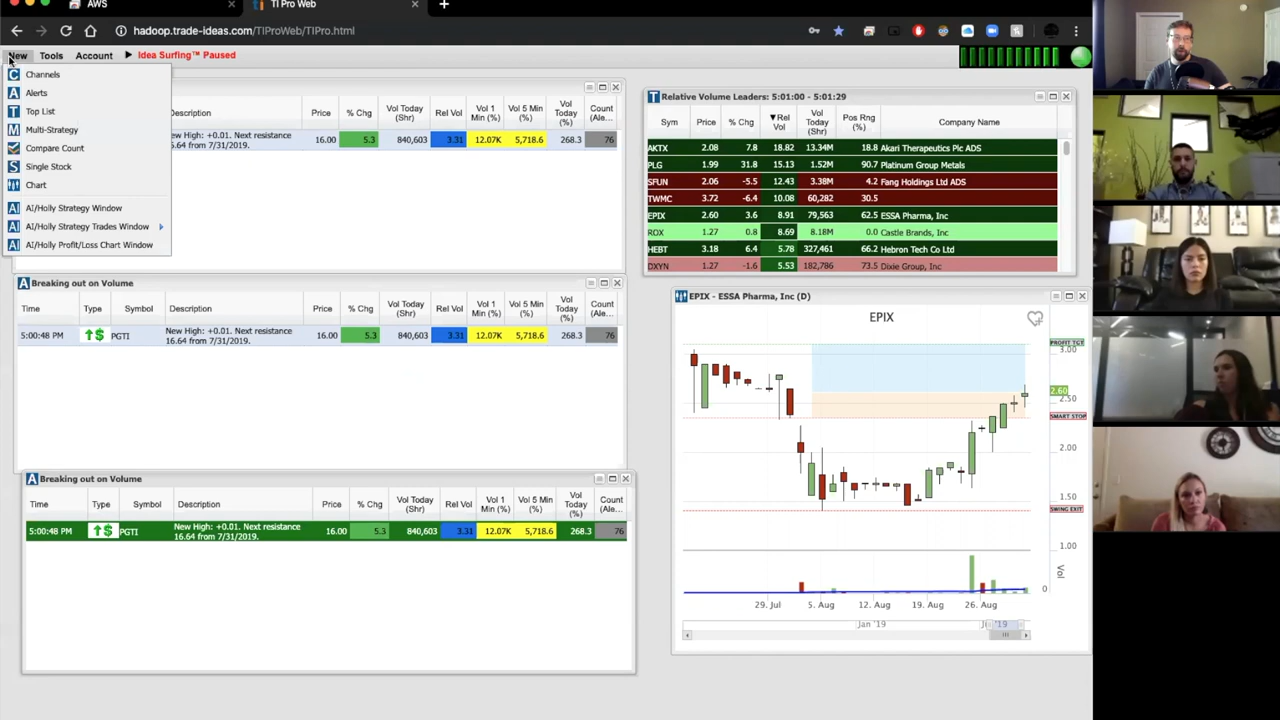 AWS
TI Pro Web
hadoop.trade-ideas.com/TIProWeb/TIPro.html
New Tools Account Idea Surfing™ Paused
C Channels
A Alerts
T Top List
M Multi-Strategy
Compare Count
S Single Stock
Chart
AI AI/Holly Strategy Window
AI AI/Holly Strategy Trades Window
AI AI/Holly Profit/Loss Chart Window
Description Price % Chg Vol Today (Shr) Rel Vol Vol 1 Min (%) Vol 5 Min (%) Vol Today (%) Count (Ale...
ew High: +0.01. Next resistance
16.64 from 7/31/2019.
16.00 5.3 840,603 3.31 12.07K 5,718.6 268.3 76
A Breaking out on Volume
Time Type Symbol Description Price % Chg Vol Today (Shr) Rel Vol Vol 1 Min (%) Vol 5 Min (%) Vol Today (%) Count (Ale...
5:00:48 PM $ PGTI New High: +0.01. Next resistance
16.64 from 7/31/2019.
16.00 5.3 840,603 3.31 12.07K 5,718.6 268.3 76
A Breaking out on Volume
Time Type Symbol Description Price % Chg Vol Today (Shr) Rel Vol Vol 1 Min (%) Vol 5 Min (%) Vol Today (%) Count (Ale...
5:00:48 PM $ PGTI New High: +0.01. Next resistance
16.64 from 7/31/2019.
16.00 5.3 840,603 3.31 12.07K 5,718.6 268.3 76
T Relative Volume Leaders: 5:01:00 - 5:01:29
Sym Price % Chg ▼Rel Vol Vol Today (Shr) Pos Rng (%) Company Name
AKTX 2.08 7.8 18.82 13.34M 18.8 Akari Therapeutics Plc ADS
PLG 1.99 31.8 15.13 1.52M 90.7 Platinum Group Metals
SFUN 2.06 -5.5 12.43 3.38M 4.2 Fang Holdings Ltd ADS
TWMC 3.72 -6.4 10.08 60,282 30.5
EPIX 2.60 3.6 8.91 79,563 62.5 ESSA Pharma, Inc
ROX 1.27 0.8 8.69 8.18M 0.0 Castle Brands, Inc
HEBT 3.18 6.4 5.78 327,461 66.2 Hebron Tech Co Ltd
DXYN 1.27 -1.6 5.53 182,786 73.5 Dixie Group, Inc
EPIX - ESSA Pharma, Inc (D)
EPIX
PROFIT TGT
3.00
2.60
2.50
SMART STOP
2.00
1.50
SWING EXIT
1.00
Vol
0
29. Jul 5. Aug 12. Aug 19. Aug 26. Aug
Jan '19